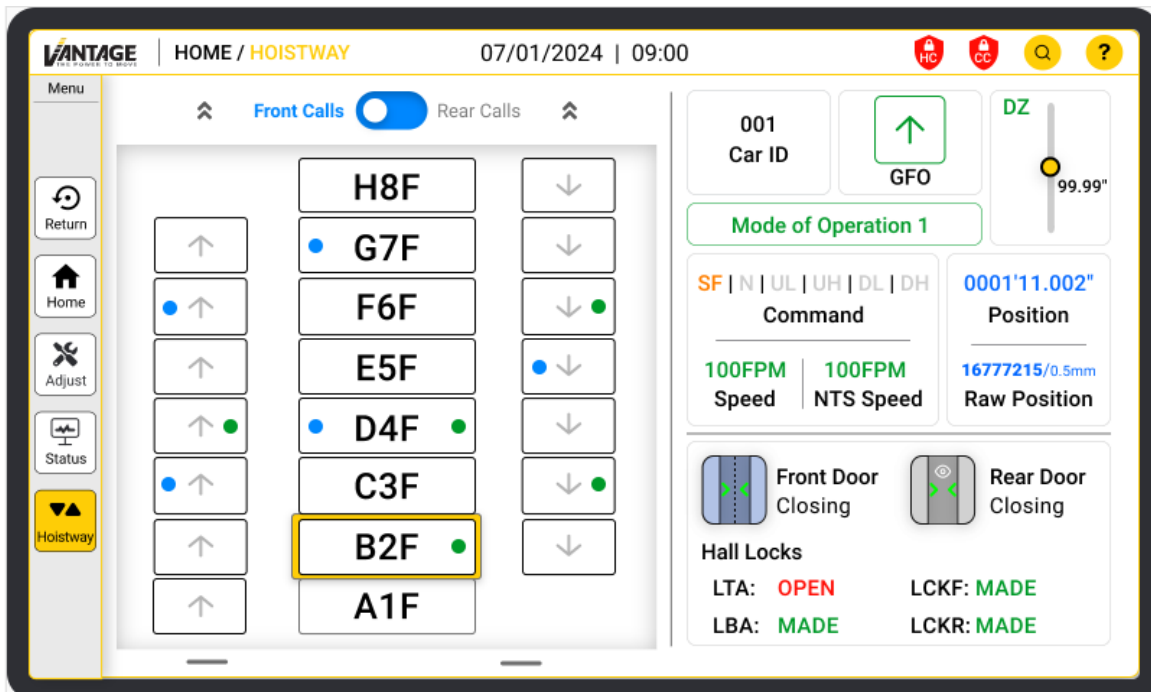 VANTAGE
THE POWER TO MOVE
HOME / HOISTWAY
07/01/2024 | 09:00
HC
CC
?
Menu
Return
Home
Adjust
Status
Hoistway
Front Calls
Rear Calls
H8F
G7F
F6F
E5F
D4F
C3F
B2F
A1F
001
Car ID
GFO
DZ
99.99"
Mode of Operation 1
SF | N | UL | UH | DL | DH
Command
100FPM
Speed
100FPM
NTS Speed
0001'11.002"
Position
16777215/0.5mm
Raw Position
Front Door
Closing
Rear Door
Closing
Hall Locks
LTA: OPEN
LCKF: MADE
LBA: MADE
LCKR: MADE